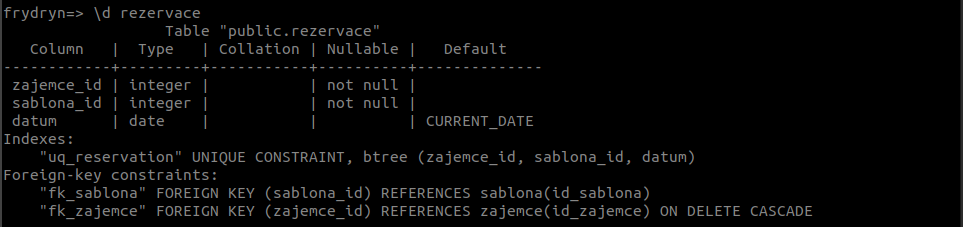 frydryn=> \d rezervace
                  Table "public.rezervace"
   Column   |  Type   | Collation | Nullable |   Default
------------+---------+-----------+----------+--------------
 zajemce_id | integer |           | not null |
 sablona_id | integer |           | not null |
 datum      | date    |           |          | CURRENT_DATE
Indexes:
    "uq_reservation" UNIQUE CONSTRAINT, btree (zajemce_id, sablona_id, datum)
Foreign-key constraints:
    "fk_sablona" FOREIGN KEY (sablona_id) REFERENCES sablona(id_sablona)
    "fk_zajemce" FOREIGN KEY (zajemce_id) REFERENCES zajemce(id_zajemce) ON DELETE CASCADE